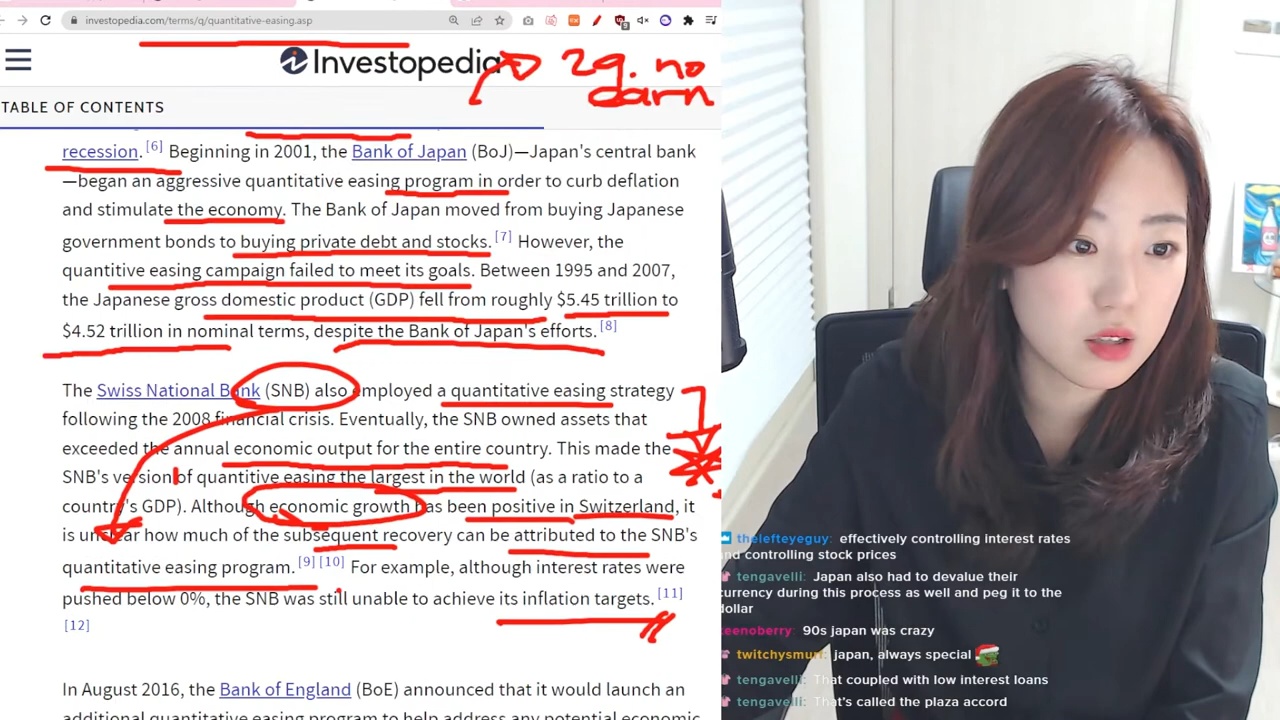 investopedia.com/terms/q/quantitative-easing.asp
Investopedia
29. no
darn
TABLE OF CONTENTS
recession.[6] Beginning in 2001, the Bank of Japan (BoJ)—Japan's central bank
—began an aggressive quantitative easing program in order to curb deflation
and stimulate the economy. The Bank of Japan moved from buying Japanese
government bonds to buying private debt and stocks.[7] However, the
quantitive easing campaign failed to meet its goals. Between 1995 and 2007,
the Japanese gross domestic product (GDP) fell from roughly $5.45 trillion to
$4.52 trillion in nominal terms, despite the Bank of Japan's efforts.[8]
The Swiss National Bank (SNB) also employed a quantitative easing strategy
following the 2008 financial crisis. Eventually, the SNB owned assets that
exceeded the annual economic output for the entire country. This made the
SNB's version of quantitive easing the largest in the world (as a ratio to a
country's GDP). Although economic growth has been positive in Switzerland, it
is unclear how much of the subsequent recovery can be attributed to the SNB's
quantitative easing program.[9][10] For example, although interest rates were
pushed below 0%, the SNB was still unable to achieve its inflation targets.[11]
[12]
In August 2016, the Bank of England (BoE) announced that it would launch an
additional quantitative easing program to help address any potential economic
thelefteyeguy: effectively controlling interest rates
and controlling stock prices
tengavelli: Japan also had to devalue their
currency during this process as well and peg it to the
dollar
keenoberry: 90s japan was crazy
twitchysmurf: japan, always special
tengavelli: That coupled with low interest loans
tengavelli: That's called the plaza accord